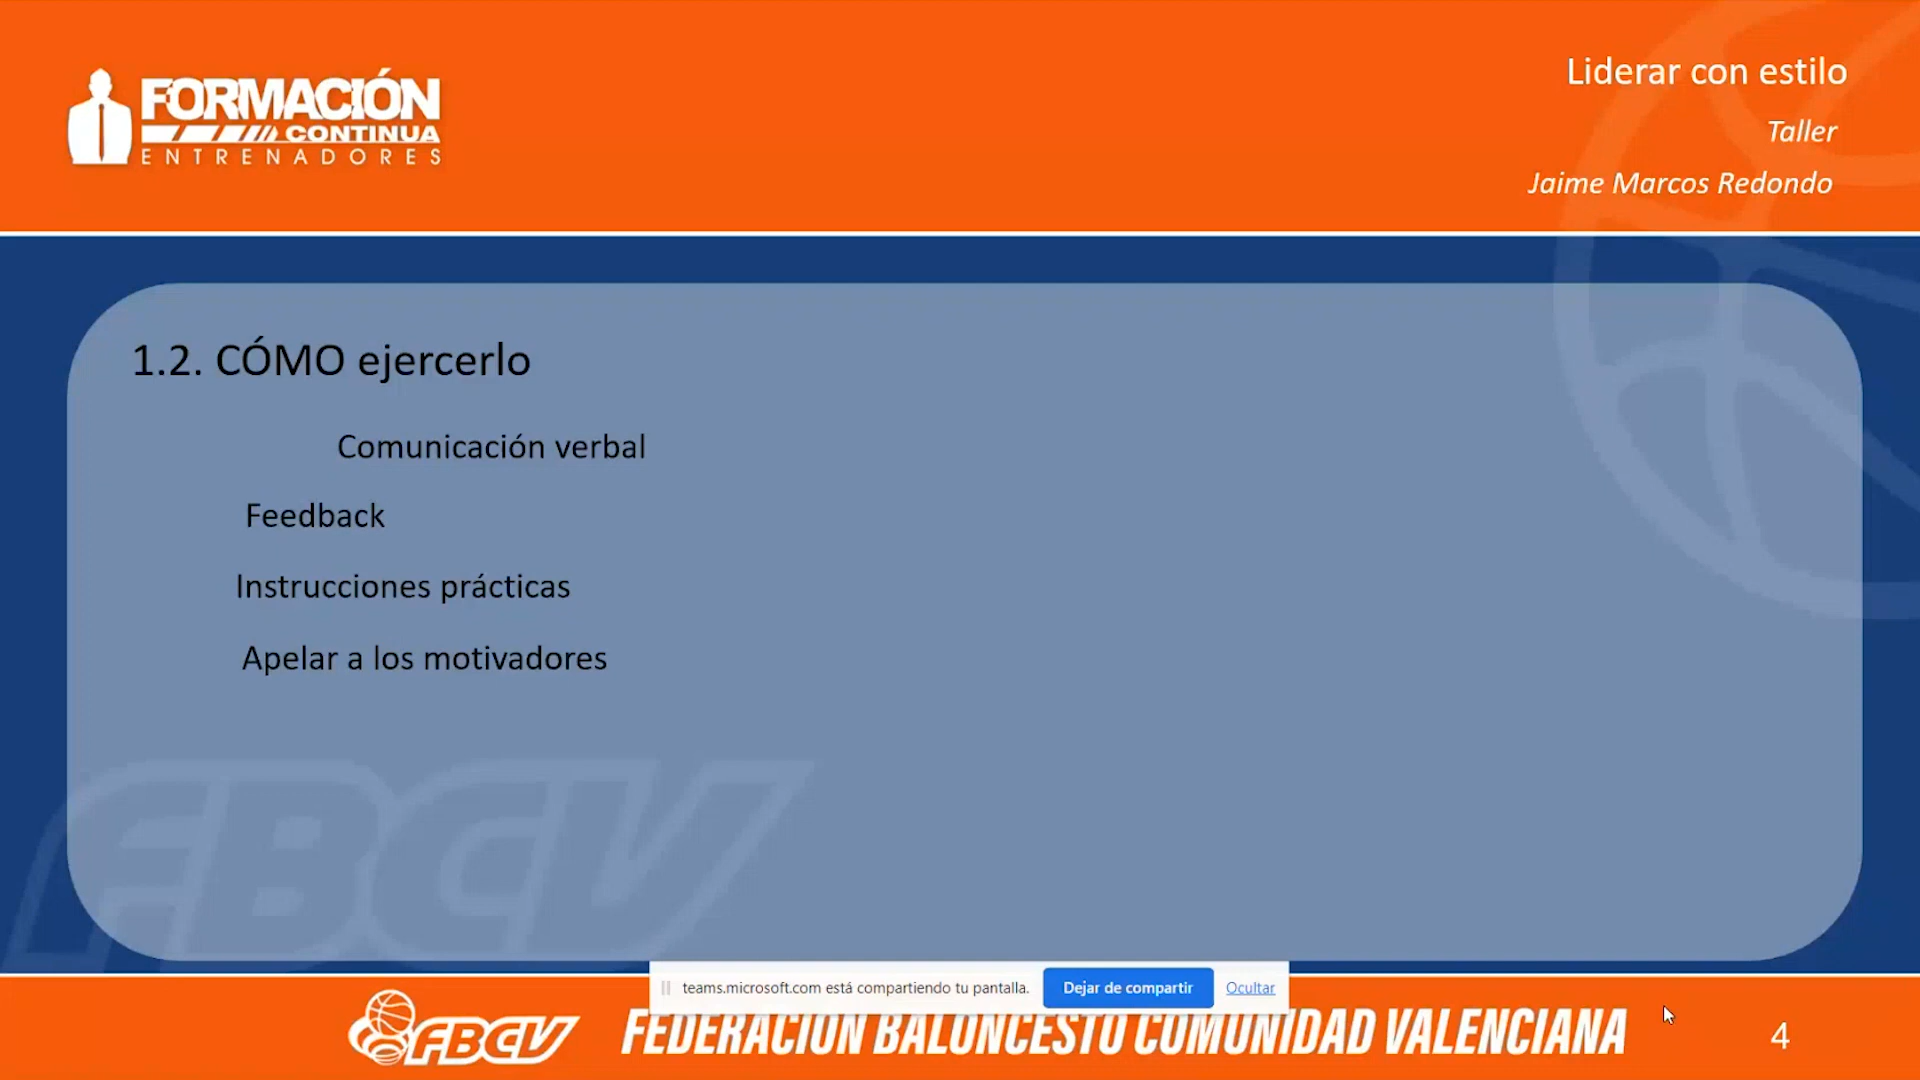 FORMACIÓN
CONTINUA
ENTRENADORES
Liderar con estilo
Taller
Jaime Marcos Redondo
1.2. CÓMO ejercerlo
Comunicación verbal
Feedback
Instrucciones prácticas
Apelar a los motivadores
FBCV
teams.microsoft.com está compartiendo tu pantalla.
Dejar de compartir
Ocultar
FBCV
FEDERACIÓN BALONCESTO COMUNIDAD VALENCIANA
4